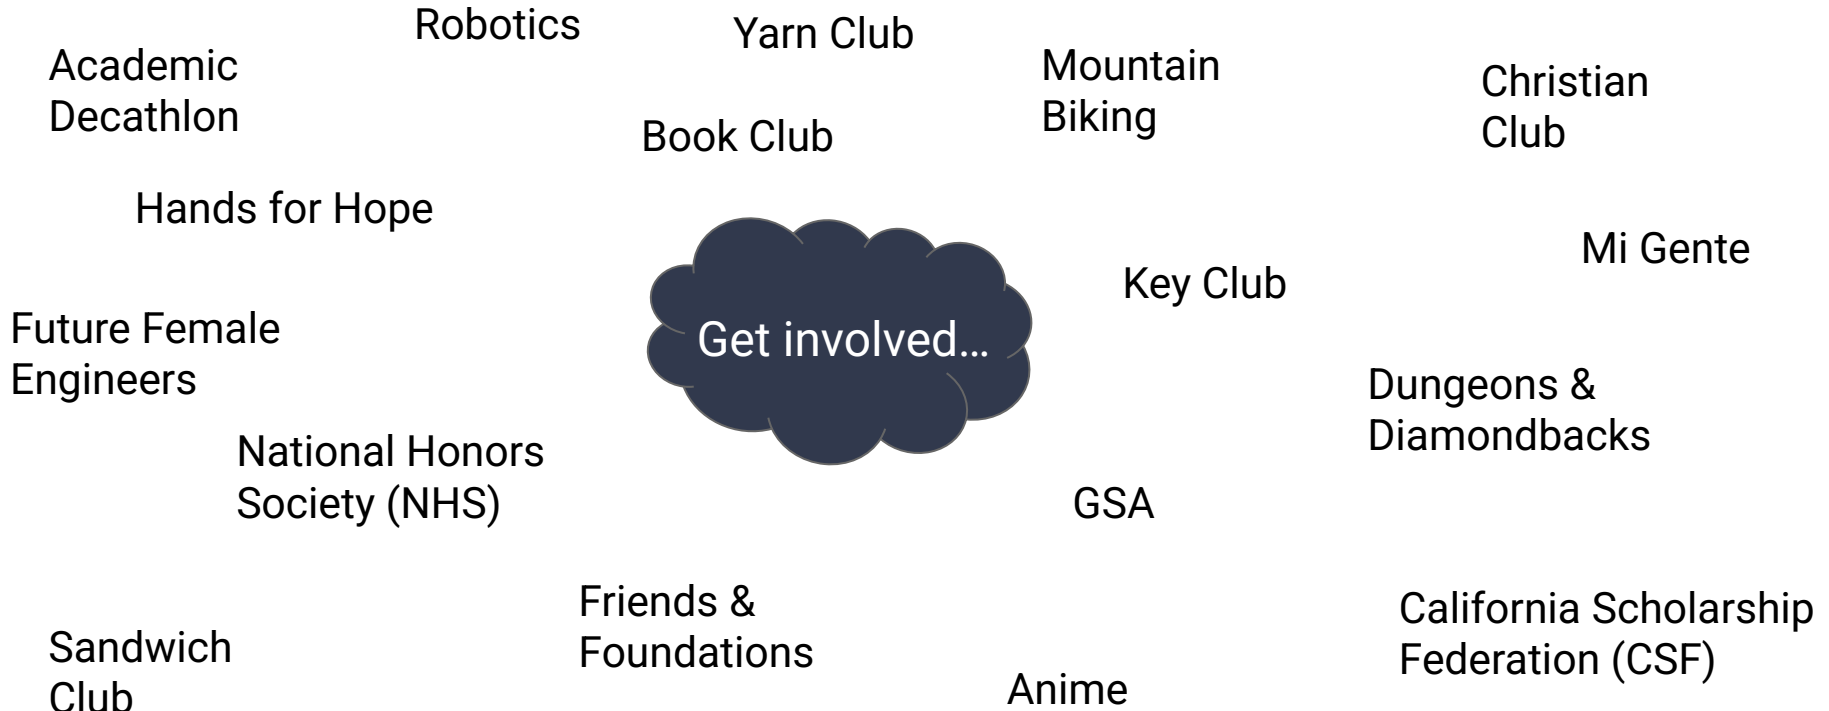 Robotics
Yarn Club
Academic
Decathlon
Mountain
Biking
Christian
Club
Book Club
Hands for Hope
Mi Gente
Key Club
Get involved…
Future Female
Engineers
Dungeons &
Diamondbacks
National Honors
Society (NHS)
GSA
Friends &
Foundations
California Scholarship
Federation (CSF)
Sandwich
Club
Anime